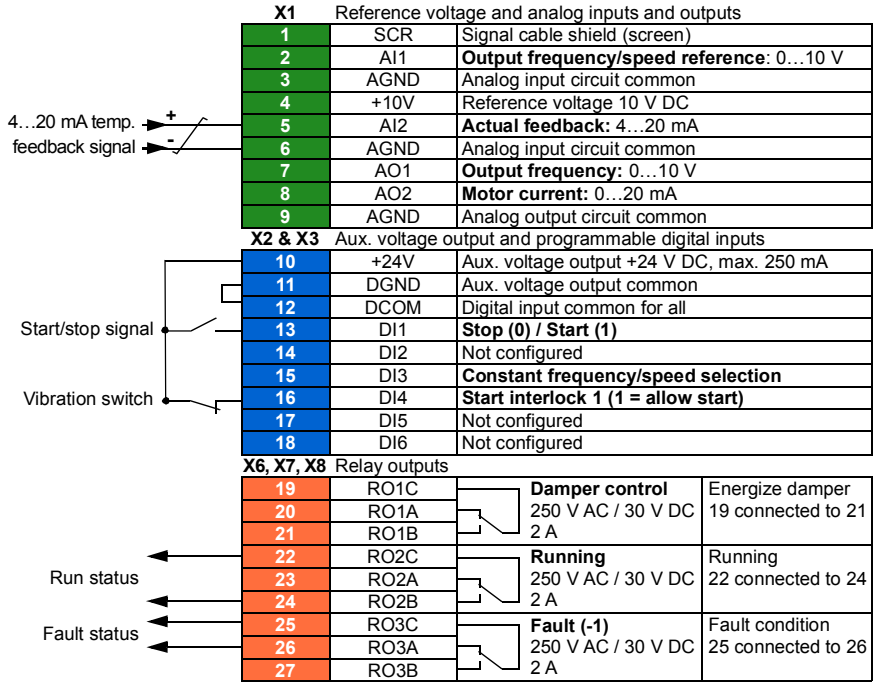 X1 Reference voltage and analog inputs and outputs
1 SCR Signal cable shield (screen)
2 AI1 Output frequency/speed reference: 0…10 V
3 AGND Analog input circuit common
4 +10V Reference voltage 10 V DC
4…20 mA temp. + 5 AI2 Actual feedback: 4…20 mA
feedback signal - 6 AGND Analog input circuit common
7 AO1 Output frequency: 0…10 V
8 AO2 Motor current: 0…20 mA
9 AGND Analog output circuit common
X2 & X3 Aux. voltage output and programmable digital inputs
10 +24V Aux. voltage output +24 V DC, max. 250 mA
11 DGND Aux. voltage output common
12 DCOM Digital input common for all
Start/stop signal 13 DI1 Stop (0) / Start (1)
14 DI2 Not configured
15 DI3 Constant frequency/speed selection
Vibration switch 16 DI4 Start interlock 1 (1 = allow start)
17 DI5 Not configured
18 DI6 Not configured
X6, X7, X8 Relay outputs
19 RO1C Damper control Energize damper
20 RO1A 250 V AC / 30 V DC 19 connected to 21
21 RO1B 2 A
22 RO2C Running Running
Run status 23 RO2A 250 V AC / 30 V DC 22 connected to 24
24 RO2B 2 A
25 RO3C Fault (-1) Fault condition
Fault status 26 RO3A 250 V AC / 30 V DC 25 connected to 26
27 RO3B 2 A